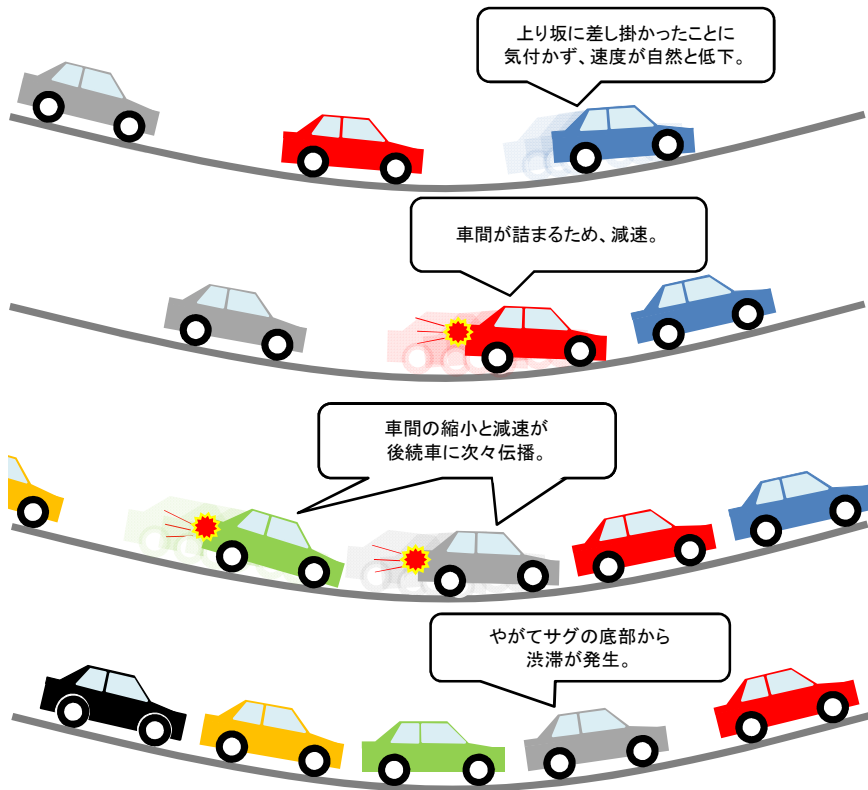 上り坂に差し掛かったことに
気付かず、速度が自然と低下。
車間が詰まるため、減速。
車間の縮小と減速が
後続車に次々伝播。
やがてサグの底部から
渋滞が発生。